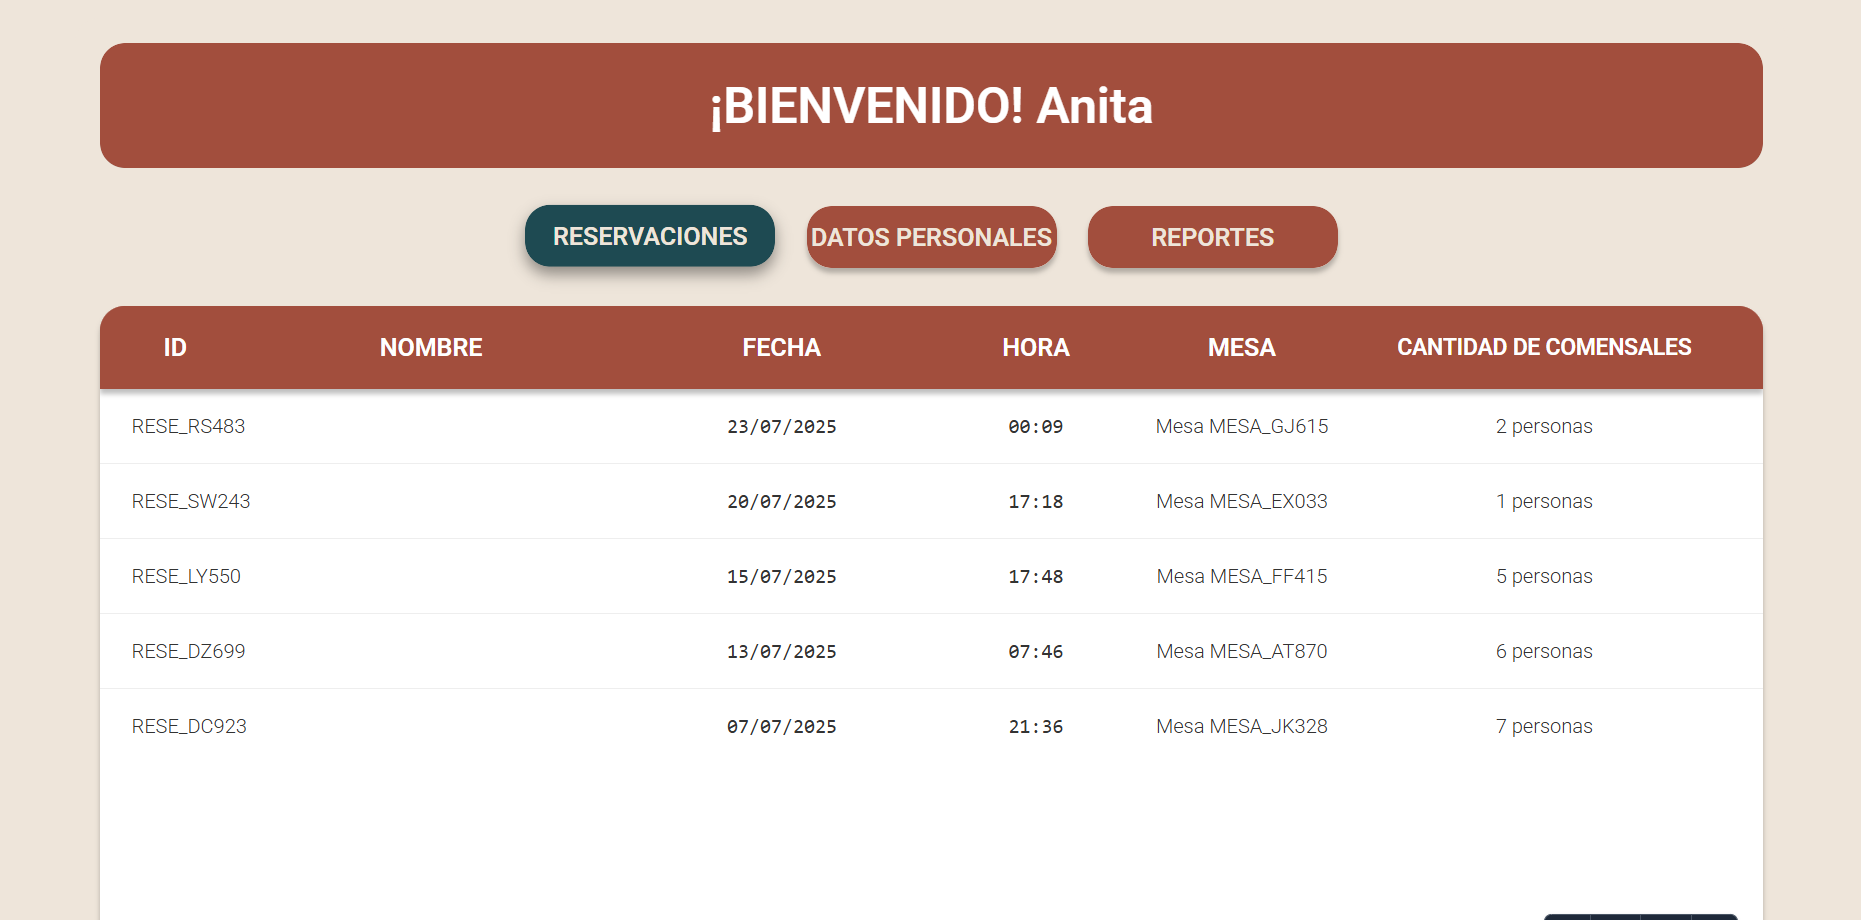 ¡BIENVENIDO! Anita
RESERVACIONES DATOS PERSONALES REPORTES
ID NOMBRE FECHA HORA MESA CANTIDAD DE COMENSALES
RESE_RS483 23/07/2025 00:09 Mesa MESA_GJ615 2 personas
RESE_SW243 20/07/2025 17:18 Mesa MESA_EX033 1 personas
RESE_LY550 15/07/2025 17:48 Mesa MESA_FF415 5 personas
RESE_DZ699 13/07/2025 07:46 Mesa MESA_AT870 6 personas
RESE_DC923 07/07/2025 21:36 Mesa MESA_JK328 7 personas